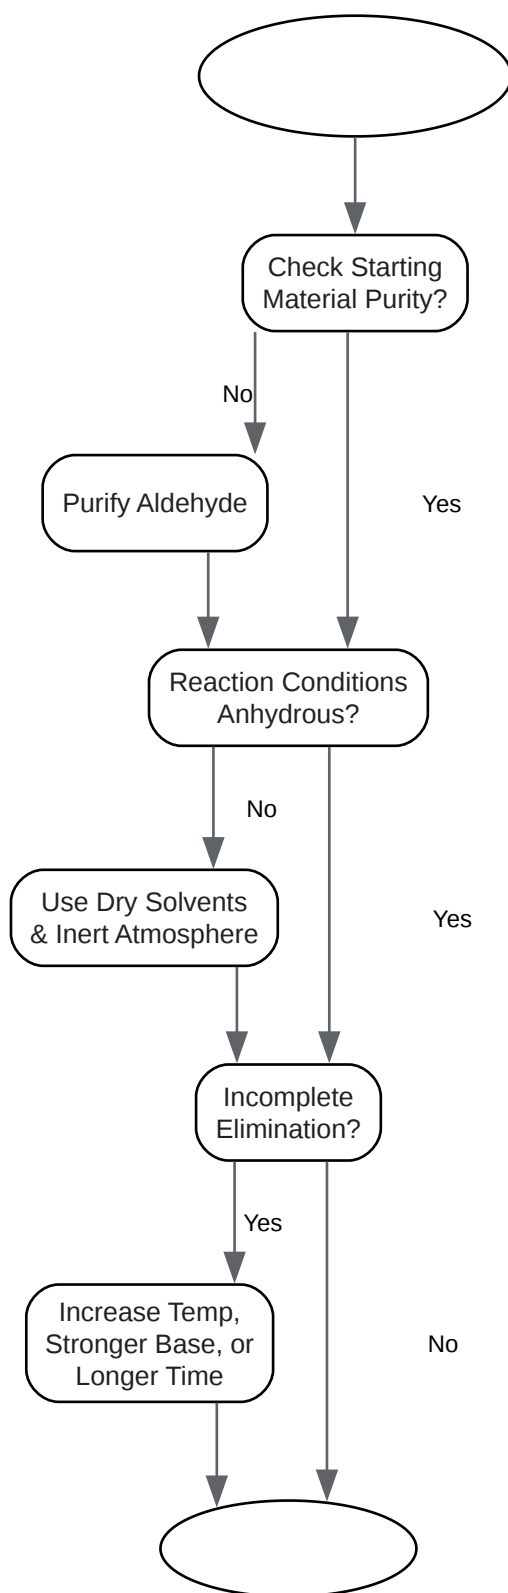 Check Starting
Material Purity?
No
Purify Aldehyde
Yes
Reaction Conditions
Anhydrous?
No
Use Dry Solvents
& Inert Atmosphere
Yes
Incomplete
Elimination?
Yes
Increase Temp,
Stronger Base, or
Longer Time
No